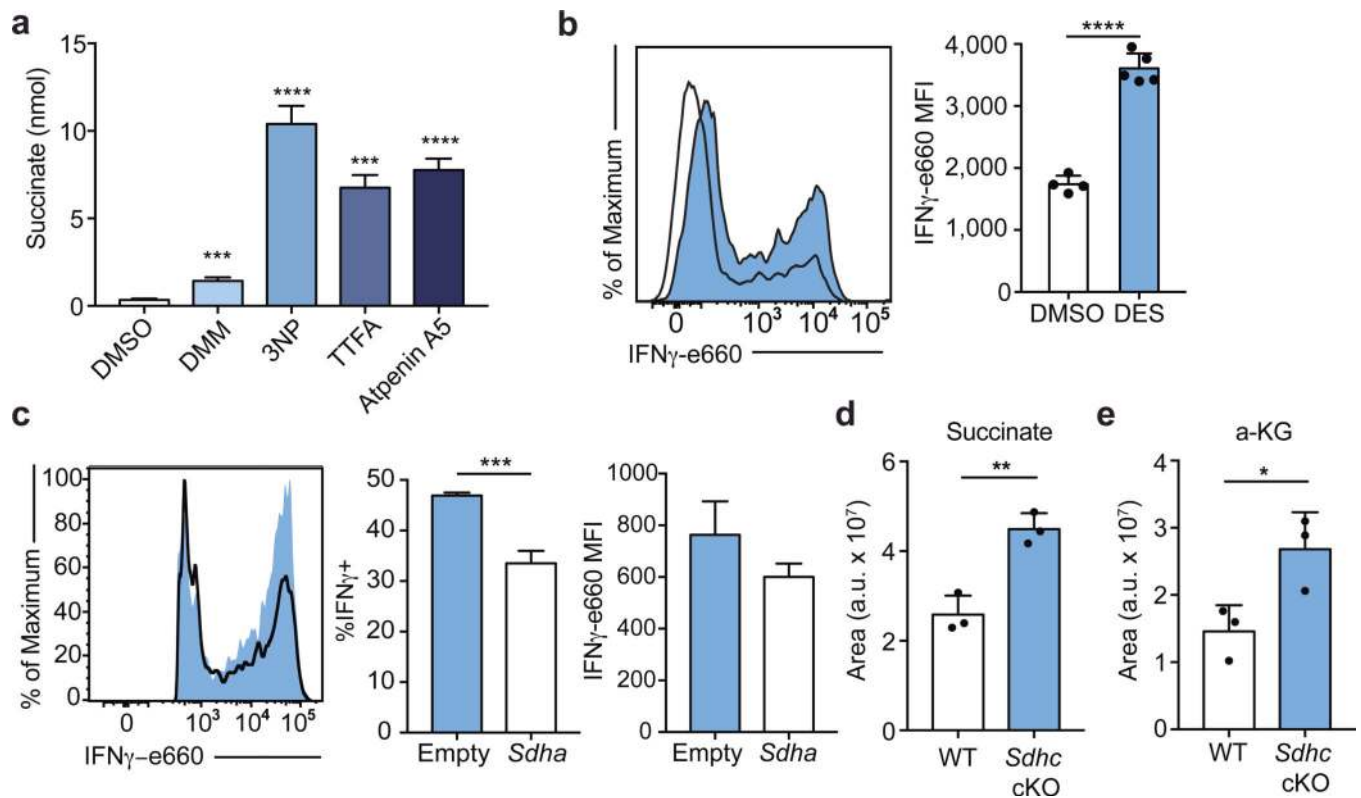 a
Succinate (nmol)
15
10
5
0
***
****
***
****
DMSO
DMM
3NP
TTFA
Atpenin A5
b
% of Maximum
0
10³
10⁴
10⁵
IFNγ-e660
IFNγ-e660 MFI
4,000
3,000
2,000
1,000
0
****
DMSO
DES
c
% of Maximum
100
80
60
40
20
0
0
10³
10⁴
10⁵
IFNγ–e660
%IFNγ+
50
40
30
20
10
0
***
Empty
Sdha
IFNγ-e660 MFI
1000
800
600
400
200
0
Empty
Sdha
d
Succinate
Area (a.u. x 10⁷)
6
4
2
0
**
WT
Sdhc
cKO
e
a-KG
Area (a.u. x 10⁷)
4
3
2
1
0
*
WT
Sdhc
cKO